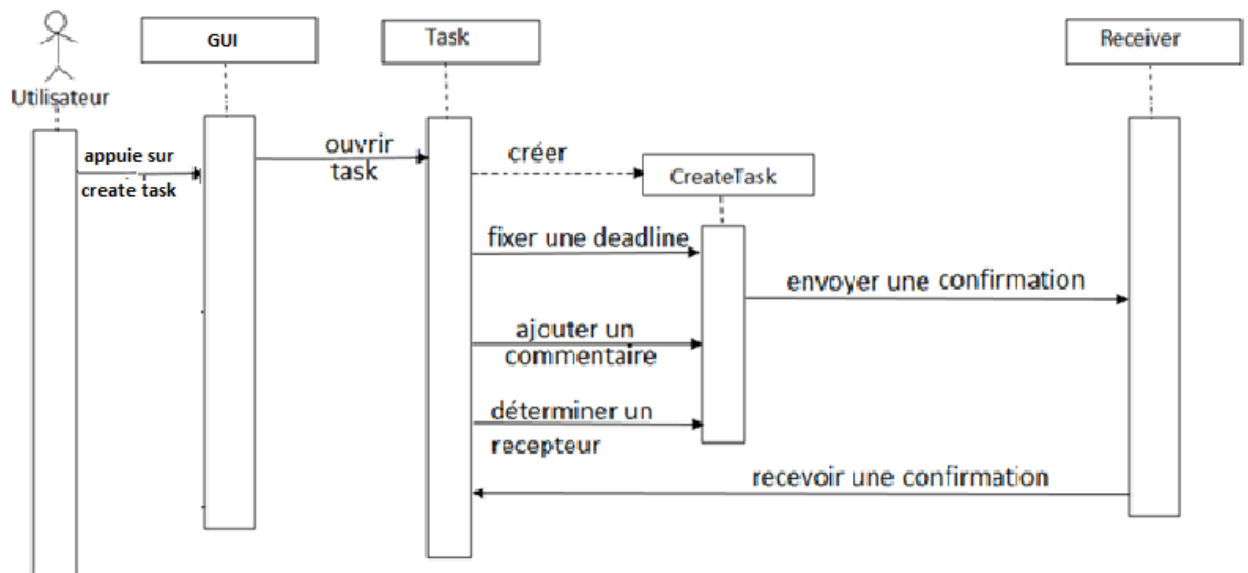 GUI
Task
Receiver
Utilisateur
appuie sur
create task
ouvrir
task
créer
CreateTask
fixer une deadline
envoyer une confirmation
ajouter un
commentaire
déterminer un
recepteur
recevoir une confirmation